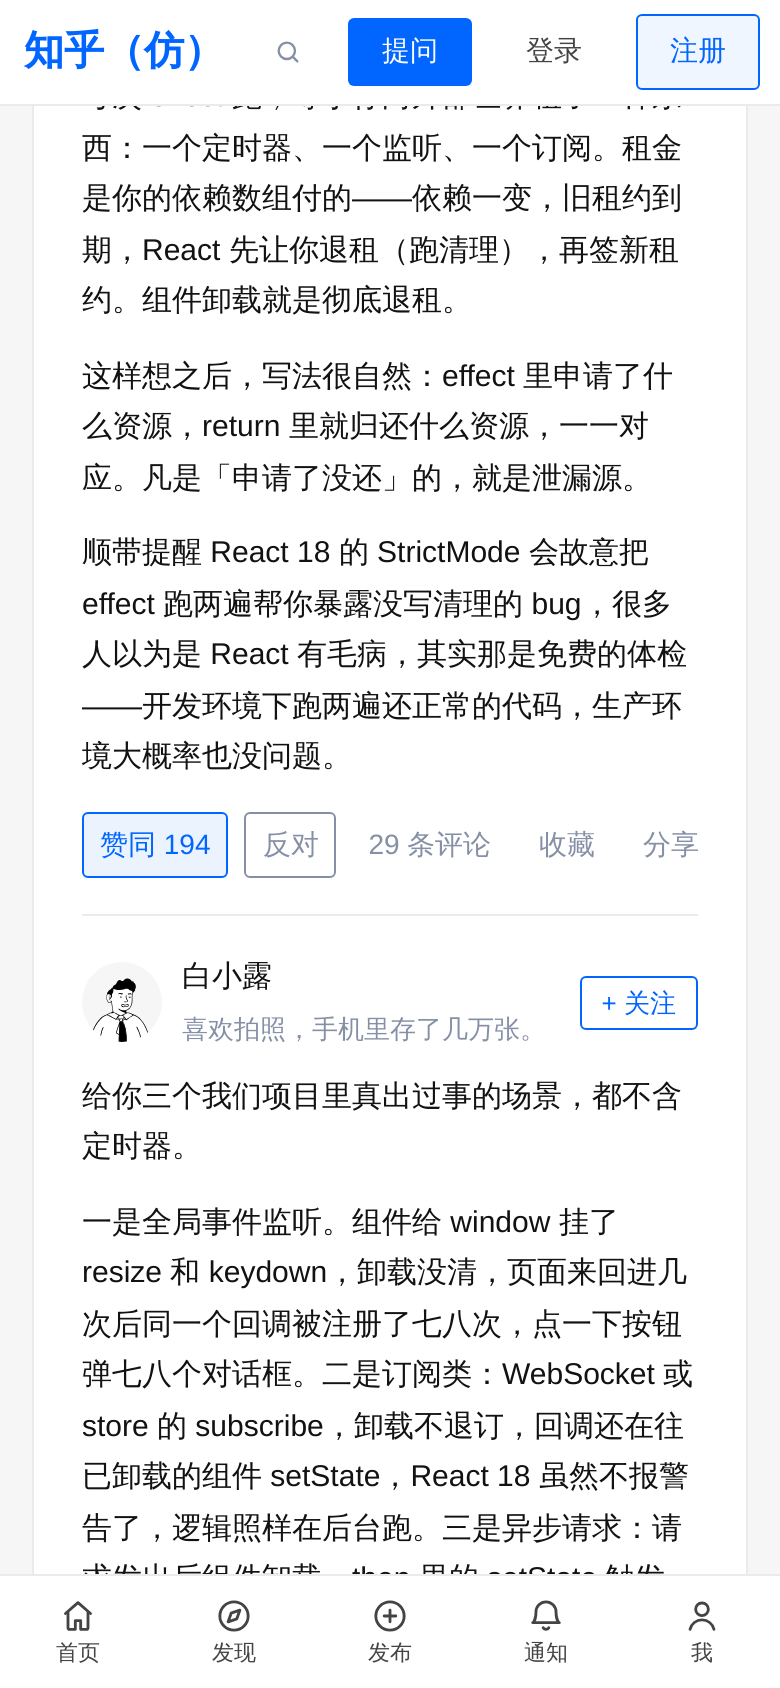 知乎（仿）
提问
登录
注册
西：一个定时器、一个监听、一个订阅。租金
是你的依赖数组付的——依赖一变，旧租约到
期，React 先让你退租（跑清理），再签新租
约。组件卸载就是彻底退租。
这样想之后，写法很自然：effect 里申请了什
么资源，return 里就归还什么资源，一一对
应。凡是「申请了没还」的，就是泄漏源。
顺带提醒 React 18 的 StrictMode 会故意把
effect 跑两遍帮你暴露没写清理的 bug，很多
人以为是 React 有毛病，其实那是免费的体检
——开发环境下跑两遍还正常的代码，生产环
境大概率也没问题。
赞同 194
反对
29 条评论
收藏
分享
白小露
喜欢拍照，手机里存了几万张。
+ 关注
给你三个我们项目里真出过事的场景，都不含
定时器。
一是全局事件监听。组件给 window 挂了
resize 和 keydown，卸载没清，页面来回进几
次后同一个回调被注册了七八次，点一下按钮
弹七八个对话框。二是订阅类：WebSocket 或
store 的 subscribe，卸载不退订，回调还在往
已卸载的组件 setState，React 18 虽然不报警
告了，逻辑照样在后台跑。三是异步请求：请
求发出后组件卸载，then 里的 setState 触发
首页
发现
发布
通知
我